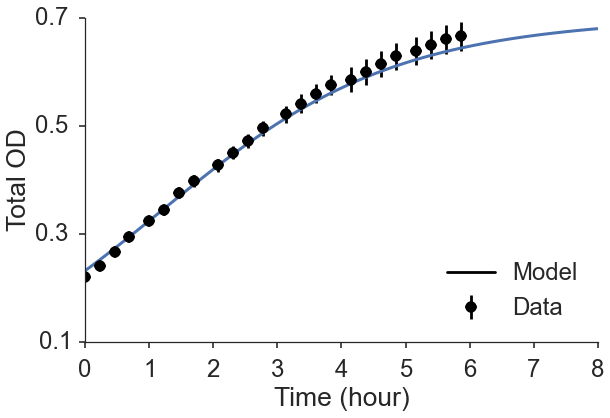 0.7
0.5
0.3
0.1
Total OD
Model
Data
0 1 2 3 4 5 6 7 8
Time (hour)